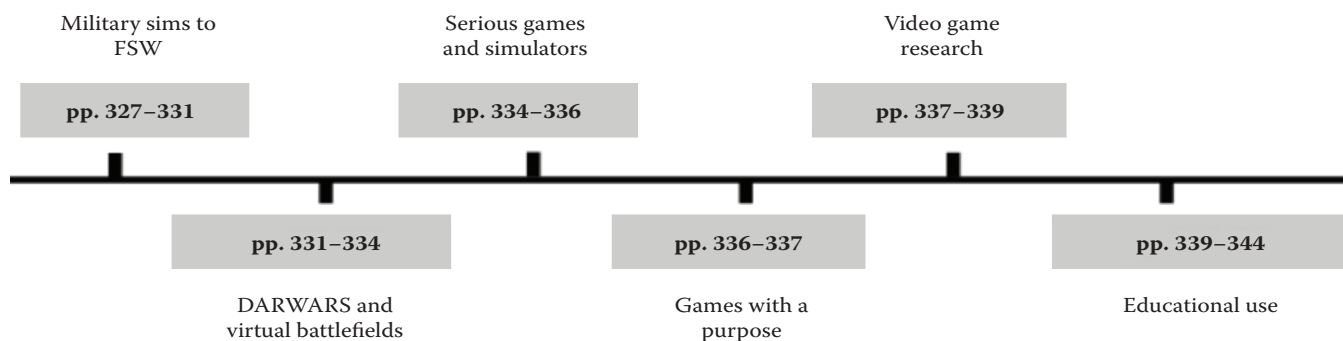 Military sims to
FSW
pp. 327–331
Serious games
and simulators
pp. 334–336
Video game
research
pp. 337–339
pp. 331–334
DARWARS and
virtual battlefields
pp. 336–337
Games with a
purpose
pp. 339–344
Educational use